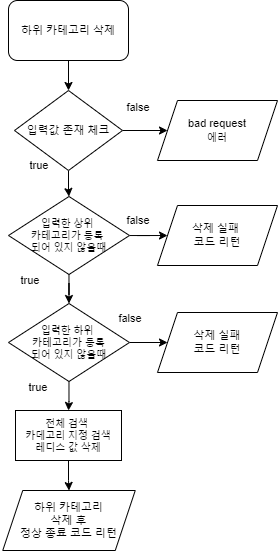 하위 카테고리 삭제
false
입력값 존재 체크
bad request
에러
true
입력한 상위
카테고리가 등록
되어 있지 않을때
false
삭제 실패
코드 리턴
true
입력한 하위
카테고리가 등록
되어 있지 않을때
false
삭제 실패
코드 리턴
true
전체 검색
카데고리 지정 검색
레디스 값 삭제
하위 카테고리
삭제 후
정상 종료 코드 리턴